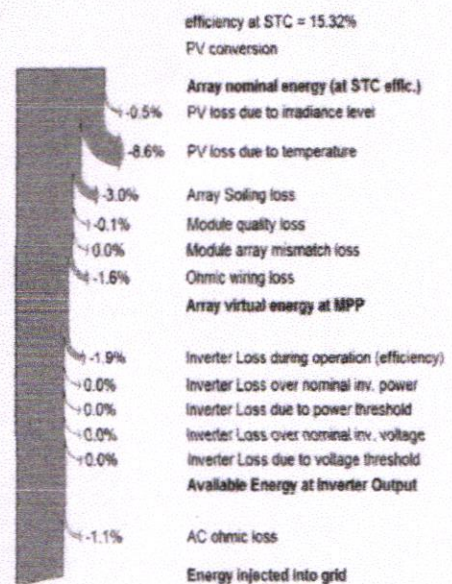 efficiency at STC = 15.32%
PV conversion
Array nominal energy (at STC effic.)
-0.5% PV loss due to irradiance level
-8.6% PV loss due to temperature
-3.0% Array Soiling loss
-0.1% Module quality loss
0.0% Module array mismatch loss
-1.6% Ohmic wiring loss
Array virtual energy at MPP
-1.9% Inverter Loss during operation (efficiency)
0.0% Inverter Loss over nominal inv. power
0.0% Inverter Loss due to power threshold
0.0% Inverter Loss over nominal inv. voltage
0.0% Inverter Loss due to voltage threshold
Available Energy at Inverter Output
-1.1% AC ohmic loss
Energy injected into grid